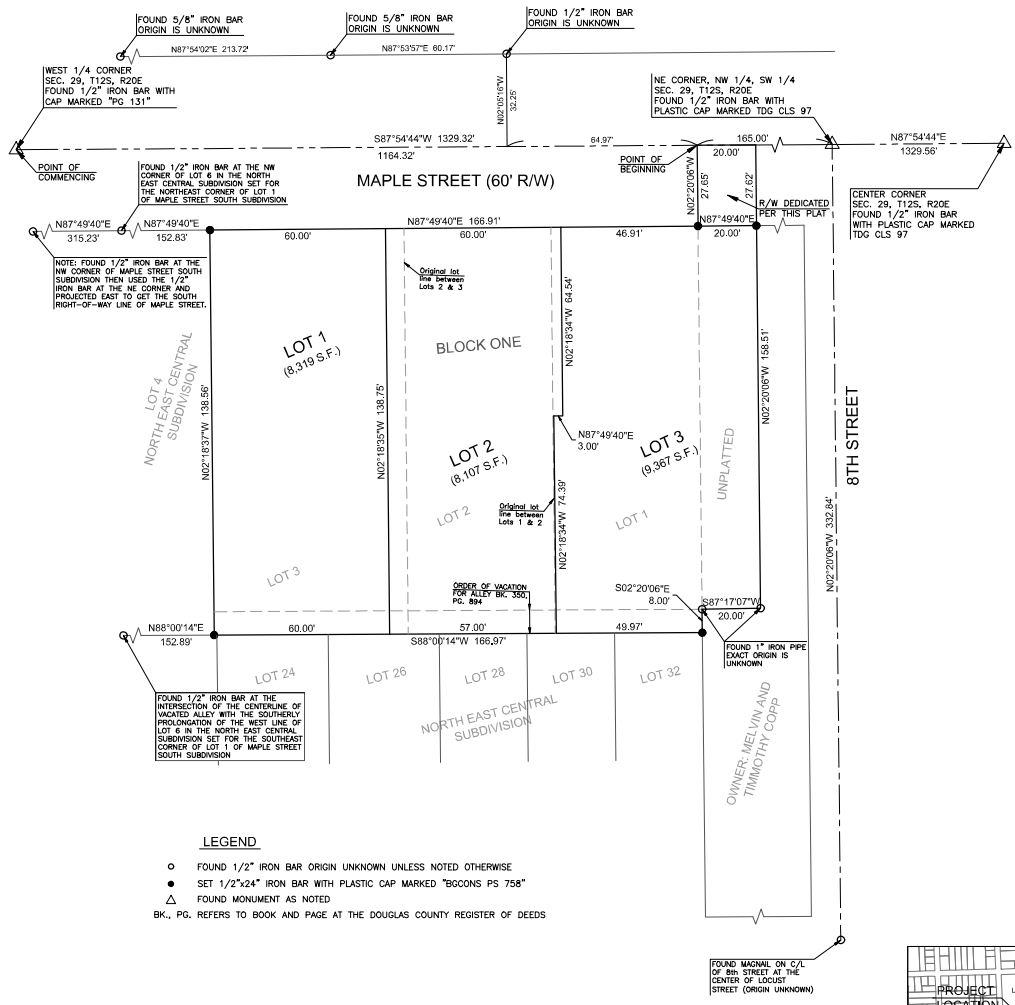 FOUND 5/8" IRON BAR
ORIGIN IS UNKNOWN
FOUND 5/8" IRON BAR
ORIGIN IS UNKNOWN
FOUND 1/2" IRON BAR
ORIGIN IS UNKNOWN
N87°54'02"E 213.72'
N87°53'57"E 60.17'
WEST 1/4 CORNER
SEC. 29, T12S, R20E
FOUND 1/2" IRON BAR WITH
CAP MARKED "PG 131"
N02°05'16"W
32.25'
NE CORNER, NW 1/4, SW 1/4
SEC. 29, T12S, R20E
FOUND 1/2" IRON BAR WITH
PLASTIC CAP MARKED TDG CLS 97
S87°54'44"W 1329.32'
1164.32'
64.97'
165.00'
20.00'
N87°54'44"E
1329.56'
POINT OF
COMMENCING
FOUND 1/2" IRON BAR AT THE NW
CORNER OF LOT 6 IN THE NORTH
EAST CENTRAL SUBDIVISION SET FOR
THE NORTHEAST CORNER OF LOT 1
OF MAPLE STREET SOUTH SUBDIVISION
MAPLE STREET (60' R/W)
POINT OF
BEGINNING
N02°20'06"W
27.65'
27.62'
R/W DEDICATED
PER THIS PLAT
CENTER CORNER
SEC. 29, T12S, R20E
FOUND 1/2" IRON BAR
WITH PLASTIC CAP MARKED
TDG CLS 97
N87°49'40"E
315.23'
N87°49'40"E
152.83'
N87°49'40"E 166.91'
60.00'
60.00'
46.91'
N87°49'40"E
20.00'
NOTE: FOUND 1/2" IRON BAR AT THE
NW CORNER OF MAPLE STREET SOUTH
SUBDIVISION THEN USED THE 1/2"
IRON BAR AT THE NE CORNER AND
PROJECTED EAST TO GET THE SOUTH
RIGHT-OF-WAY LINE OF MAPLE STREET.
Original lot
line between
Lots 2 & 3
N02°18'34"W 64.54'
LOT 1
(8,319 S.F.)
BLOCK ONE
N02°20'06"W 158.51'
LOT 4
NORTH EAST CENTRAL
SUBDIVISION
N02°18'37"W 138.56'
N02°18'35"W 138.75'
N87°49'40"E
3.00'
LOT 2
(8,107 S.F.)
LOT 3
(9,367 S.F.)
UNPLATTED
8TH STREET
N02°20'06"W 332.84'
LOT 2
Original lot
line between
Lots 1 & 2
N02°18'34"W 74.39'
LOT 1
LOT 3
ORDER OF VACATION
FOR ALLEY BK. 350,
PG. 894
S02°20'06"E
8.00'
S87°17'07"W
20.00'
N88°00'14"E
152.89'
60.00'
57.00'
49.97'
S88°00'14"W 166.97'
FOUND 1" IRON PIPE
EXACT ORIGIN IS
UNKNOWN
LOT 24
LOT 26
LOT 28
LOT 30
LOT 32
NORTH EAST CENTRAL
SUBDIVISION
FOUND 1/2" IRON BAR AT THE
INTERSECTION OF THE CENTERLINE OF
VACATED ALLEY WITH THE SOUTHERLY
PROLONGATION OF THE WEST LINE OF
LOT 6 IN THE NORTH EAST CENTRAL
SUBDIVISION SET FOR THE SOUTHEAST
CORNER OF LOT 1 OF MAPLE STREET
SOUTH SUBDIVISION
OWNER: MELVIN AND
TIMMOTHY COPP
LEGEND
FOUND 1/2" IRON BAR ORIGIN UNKNOWN UNLESS NOTED OTHERWISE
SET 1/2"x24" IRON BAR WITH PLASTIC CAP MARKED "BGCONS PS 758"
FOUND MONUMENT AS NOTED
BK., PG. REFERS TO BOOK AND PAGE AT THE DOUGLAS COUNTY REGISTER OF DEEDS
FOUND MAGNAIL ON C/L
OF 8th STREET AT THE
CENTER OF LOCUST
STREET (ORIGIN UNKNOWN)
PROJECT
LOCATION